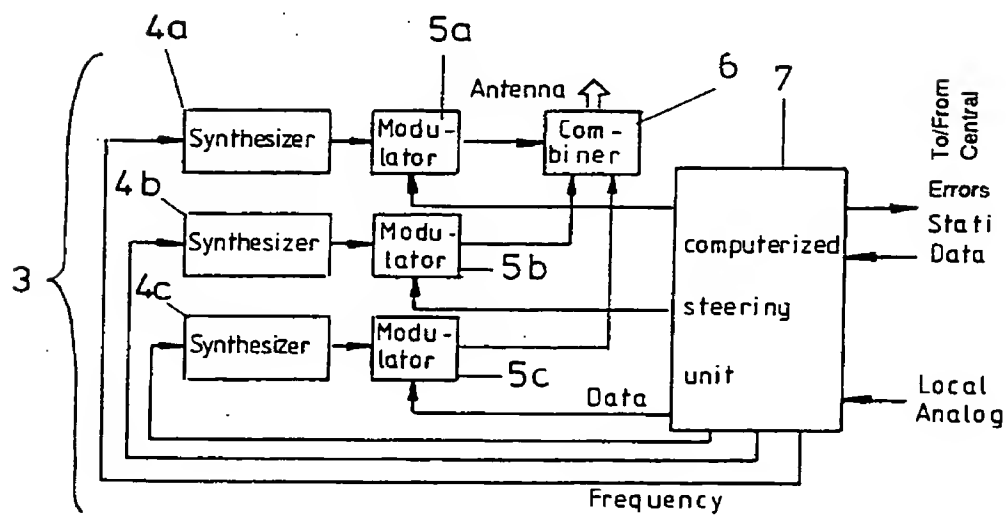 4a
5a
6
7
Antenna
To/From
Central
Synthesizer
Modu-
lator
Com-
biner
4b
Errors
Stati
Data
Synthesizer
Modu-
lator
computerized
3
5b
4c
steering
Synthesizer
Modu-
lator
unit
5c
Data
Local
Analog
Frequency